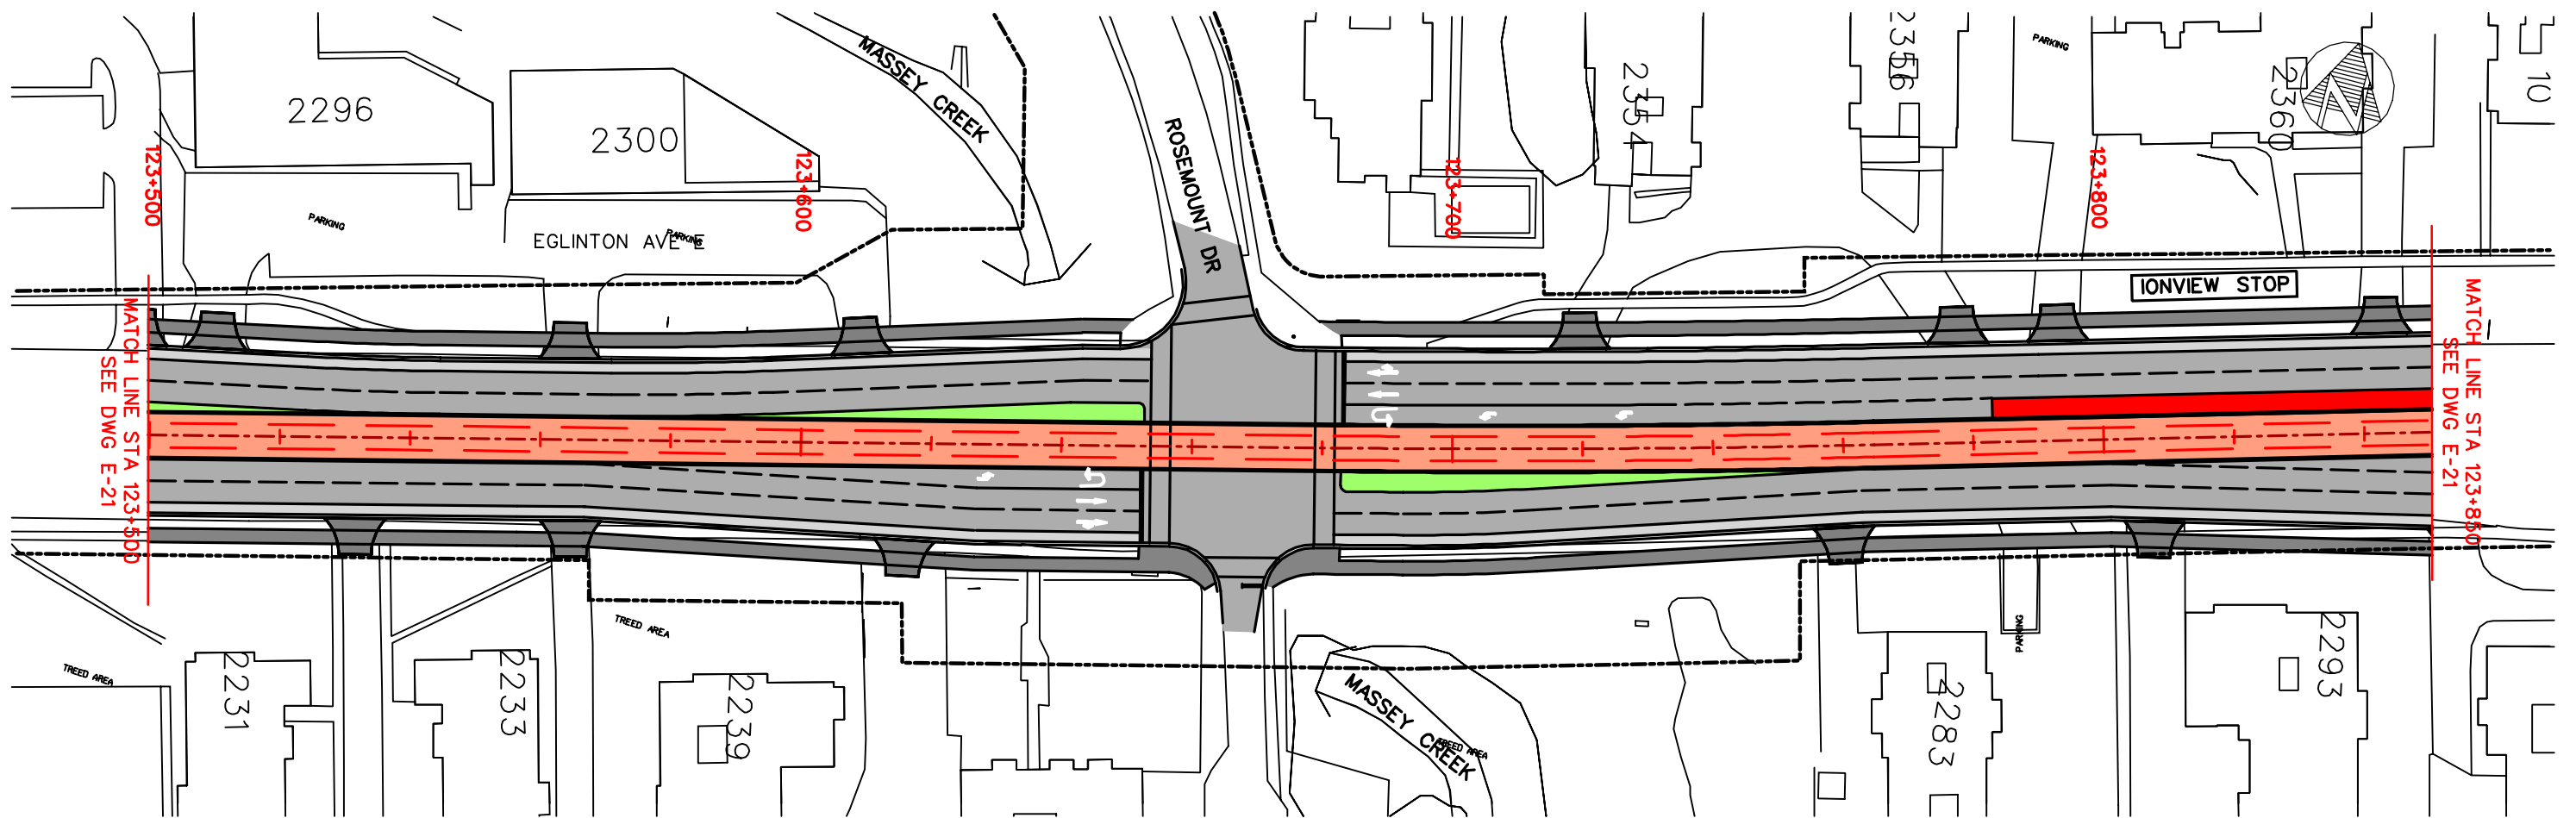 2296
2300
MASSEY CREEK
ROSEMOUNT DR
2354
2356
PARKING
2360
N
10
123+500
123+600
123+700
123+800
PARKING
EGLINTON AVE E
PARKING
IONVIEW STOP
MATCH LINE STA 123+500
SEE DWG E-21
MATCH LINE STA 123+850
SEE DWG E-21
TREED AREA
TREED AREA
2231
2233
2239
MASSEY CREEK
TREED AREA
2283
PARKING
2293